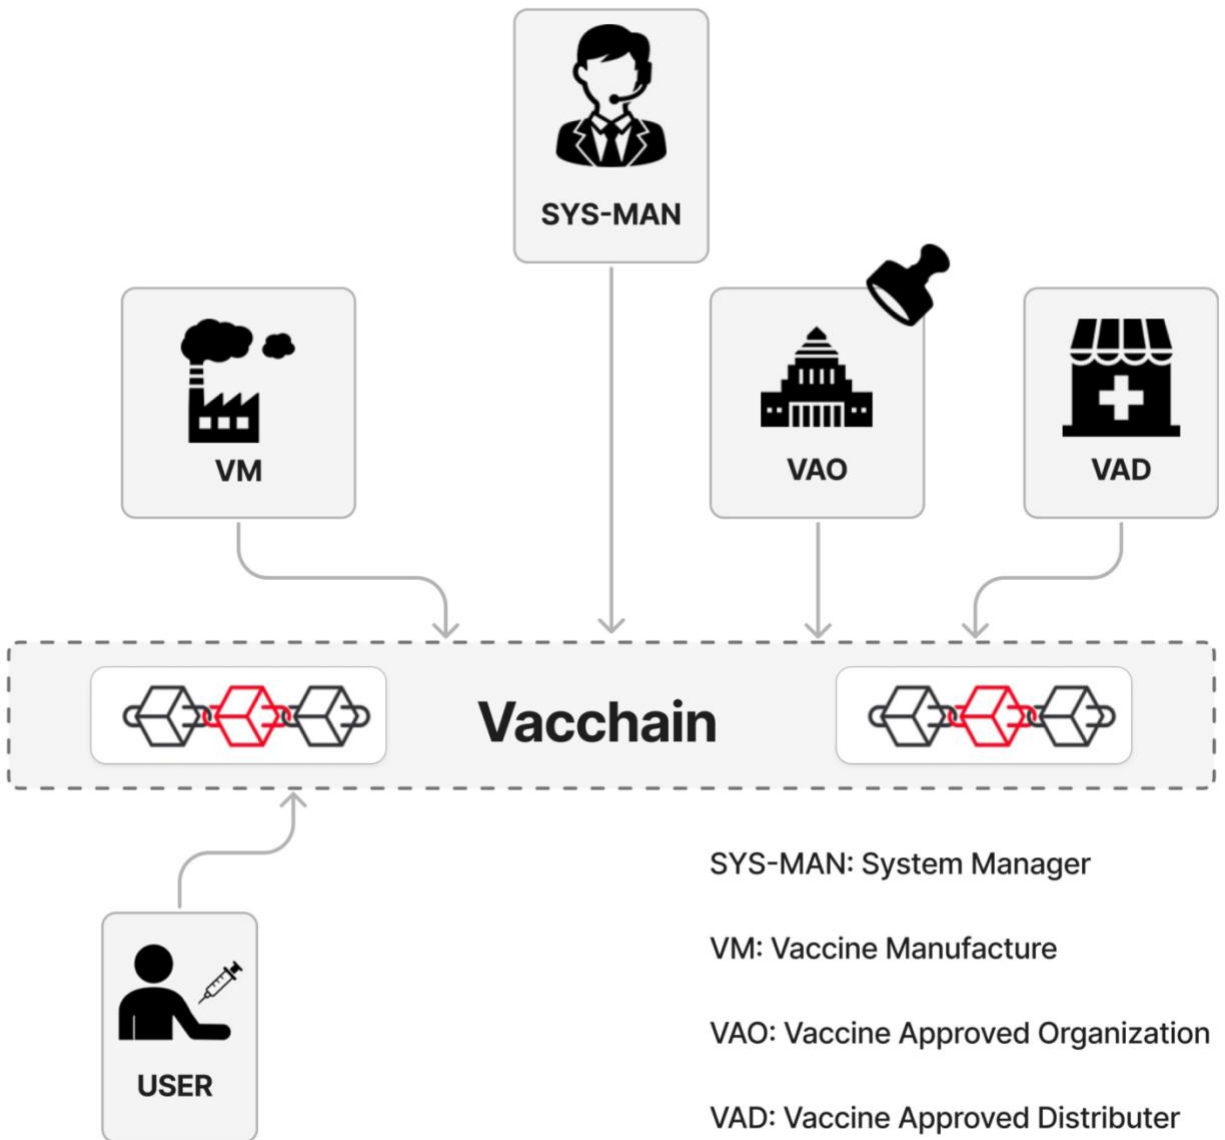 SYS-MAN
VM
VAO
VAD
Vacchain
USER
SYS-MAN: System Manager
VM: Vaccine Manufacture
VAO: Vaccine Approved Organization
VAD: Vaccine Approved Distributer